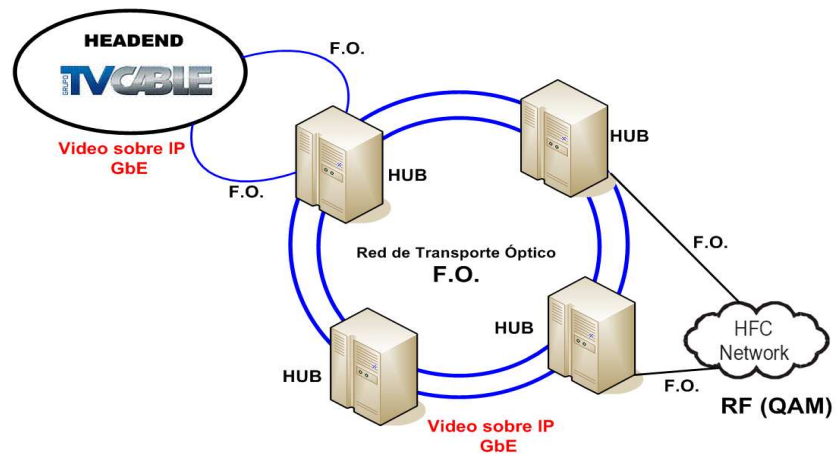 HEADEND
GRUPO
TVCABLE
Video sobre IP
GbE
F.O.
F.O.
HUB
HUB
Red de Transporte Óptico
F.O.
F.O.
HUB
HUB
HFC
Network
F.O.
RF (QAM)
Video sobre IP
GbE